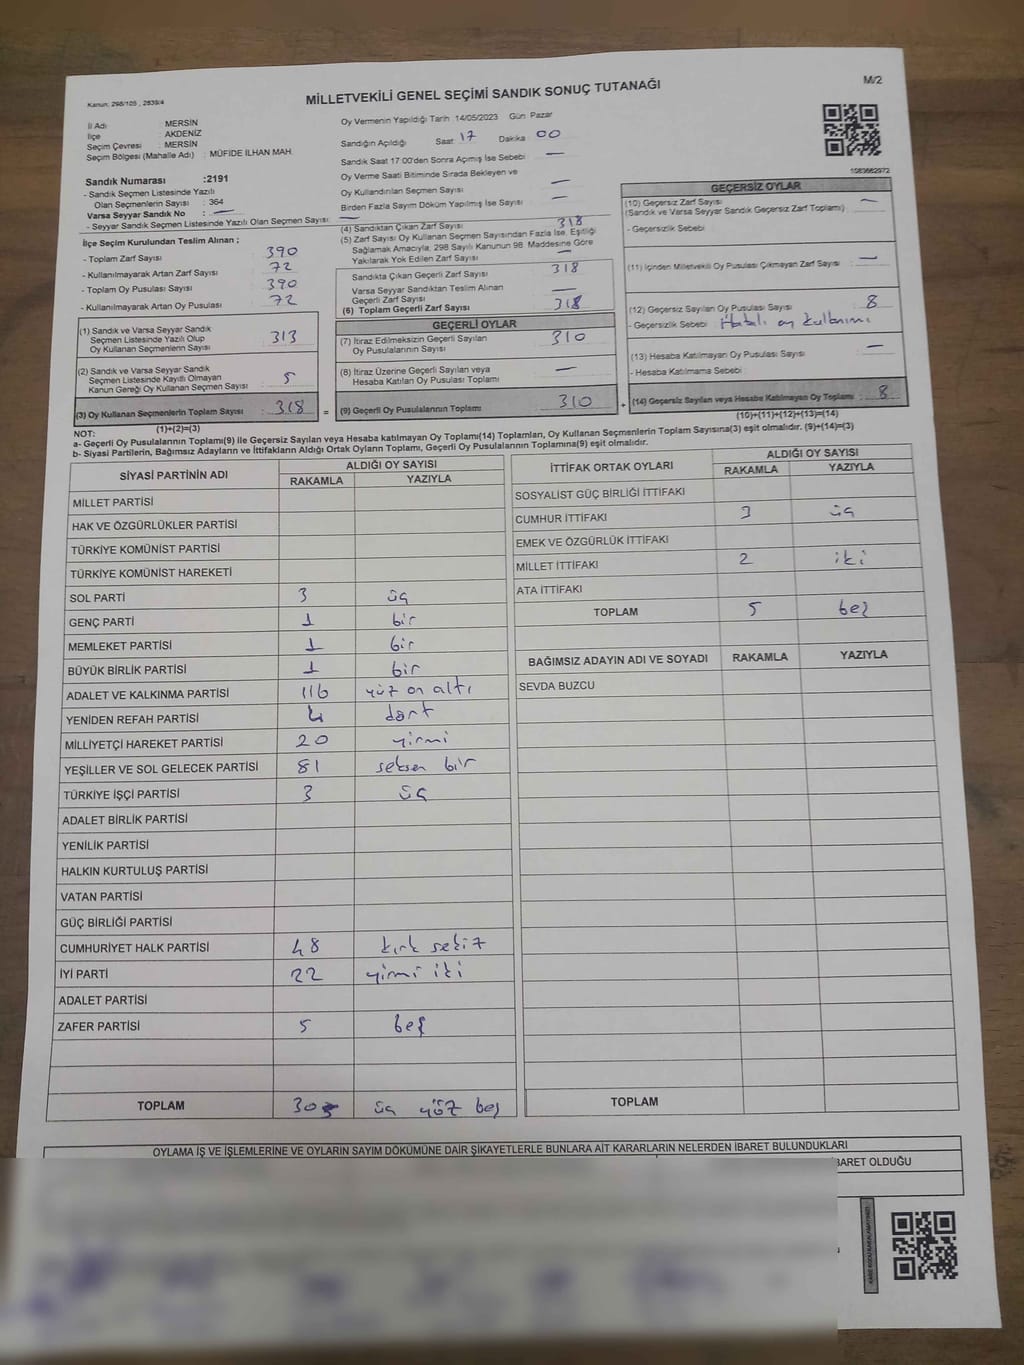 Kanun: 298/105 , 2839/4
MİLLETVEKİLİ GENEL SEÇİMİ SANDIK SONUÇ TUTANAĞI
M/2
İl Adı : MERSİN
İlçe : AKDENİZ
Seçim Çevresi : MERSİN
Seçim Bölgesi (Mahalle Adı) : MÜFİDE İLHAN MAH.
Sandık Numarası :2191
- Sandık Seçmen Listesinde Yazılı
Olan Seçmenlerin Sayısı : 364
Varsa Seyyar Sandık No : —
- Seyyar Sandık Seçmen Listesinde Yazılı Olan Seçmen Sayısı: —
Oy Vermenin Yapıldığı Tarih 14/05/2023 Gün Pazar
Sandığın Açıldığı Saat 17 Dakika 00
Sandık Saat 17:00'den Sonra Açılmış İse Sebebi —
Oy Verme Saati Bitiminde Sırada Bekleyen ve
Oy Kullandırılan Seçmen Sayısı —
Birden Fazla Sayım Döküm Yapılmış İse Sayısı —
İlçe Seçim Kurulundan Teslim Alınan ;
- Toplam Zarf Sayısı : 390
- Kullanılmayarak Artan Zarf Sayısı : 72
- Toplam Oy Pusulası Sayısı : 390
- Kullanılmayarak Artan Oy Pusulası : 72
(4) Sandıktan Çıkan Zarf Sayısı 318
(5) Zarf Sayısı Oy Kullanan Seçmen Sayısından Fazla İse, Eşitliği
Sağlamak Amacıyla, 298 Sayılı Kanunun 98. Maddesine Göre
Yakılarak Yok Edilen Zarf Sayısı —
Sandıkta Çıkan Geçerli Zarf Sayısı 318
Varsa Seyyar Sandıktan Teslim Alınan
Geçerli Zarf Sayısı —
(6) Toplam Geçerli Zarf Sayısı 318
(1) Sandık ve Varsa Seyyar Sandık
Seçmen Listesinde Yazılı Olup
Oy Kullanan Seçmenlerin Sayısı : 313
(2) Sandık ve Varsa Seyyar Sandık
Seçmen Listesinde Kayıtlı Olmayan
Kanun Gereği Oy Kullanan Seçmen Sayısı : 5
(3) Oy Kullanan Seçmenlerin Toplam Sayısı : 318
(1)+(2)=(3)
GEÇERLİ OYLAR
(7) İtiraz Edilmeksizin Geçerli Sayılan
Oy Pusulalarının Sayısı 310
(8) İtiraz Üzerine Geçerli Sayılan veya
Hesaba Katılan Oy Pusulası Toplamı —
= (9) Geçerli Oy Pusulalarının Toplamı 310
GEÇERSİZ OYLAR
(10) Geçersiz Zarf Sayısı —
(Sandık ve Varsa Seyyar Sandık Geçersiz Zarf Toplamı)
- Geçersizlik Sebebi
(11) İçinden Milletvekili Oy Pusulası Çıkmayan Zarf Sayısı —
(12) Geçersiz Sayılan Oy Pusulası Sayısı 8
- Geçersizlik Sebebi Hatalı oy kullanımı
(13) Hesaba Katılmayan Oy Pusulası Sayısı —
- Hesaba Katılmama Sebebi
+ (14) Geçersiz Sayılan veya Hesaba Katılmayan Oy Toplamı 8
(10)+(11)+(12)+(13)=(14)
NOT:
a- Geçerli Oy Pusulalarının Toplamı(9) ile Geçersiz Sayılan veya Hesaba katılmayan Oy Toplamı(14) Toplamları, Oy Kullanan Seçmenlerin Toplam Sayısına(3) eşit olmalıdır. (9)+(14)=(3)
b- Siyasi Partilerin, Bağımsız Adayların ve İttifakların Aldığı Ortak Oyların Toplamı, Geçerli Oy Pusulalarının Toplamına(9) eşit olmalıdır.
SİYASİ PARTİNİN ADI ALDIĞI OY SAYISI
RAKAMLA YAZIYLA
MİLLET PARTİSİ
HAK VE ÖZGÜRLÜKLER PARTİSİ
TÜRKİYE KOMÜNİST PARTİSİ
TÜRKİYE KOMÜNİST HAREKETİ
SOL PARTİ 3 üç
GENÇ PARTİ 1 bir
MEMLEKET PARTİSİ 1 bir
BÜYÜK BİRLİK PARTİSİ 1 bir
ADALET VE KALKINMA PARTİSİ 116 yüz on altı
YENİDEN REFAH PARTİSİ 4 dört
MİLLİYETÇİ HAREKET PARTİSİ 20 yirmi
YEŞİLLER VE SOL GELECEK PARTİSİ 81 seksen bir
TÜRKİYE İŞÇİ PARTİSİ 3 üç
ADALET BİRLİK PARTİSİ
YENİLİK PARTİSİ
HALKIN KURTULUŞ PARTİSİ
VATAN PARTİSİ
GÜÇ BİRLİĞİ PARTİSİ
CUMHURİYET HALK PARTİSİ 48 kırk sekiz
İYİ PARTİ 22 yirmi iki
ADALET PARTİSİ
ZAFER PARTİSİ 5 beş
TOPLAM 305 üç yüz beş
İTTİFAK ORTAK OYLARI ALDIĞI OY SAYISI
RAKAMLA YAZIYLA
SOSYALİST GÜÇ BİRLİĞİ İTTİFAKI
CUMHUR İTTİFAKI 3 üç
EMEK VE ÖZGÜRLÜK İTTİFAKI
MİLLET İTTİFAKI 2 iki
ATA İTTİFAKI
TOPLAM 5 beş
BAĞIMSIZ ADAYIN ADI VE SOYADI RAKAMLA YAZIYLA
SEVDA BUZCU
TOPLAM
OYLAMA İŞ VE İŞLEMLERİNE VE OYLARIN SAYIM DÖKÜMÜNE DAİR ŞİKAYETLERLE BUNLARA AİT KARARLARIN NELERDEN İBARET BULUNDUKLARI
BARET OLDUĞU